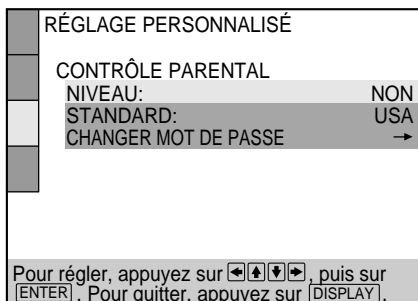 RÉGLAGE PERSONNALISÉ
CONTRÔLE PARENTAL
NIVEAU: NON
STANDARD: USA
CHANGER MOT DE PASSE →
Pour régler, appuyez sur ←↑↓→, puis sur
ENTER. Pour quitter, appuyez sur DISPLAY.